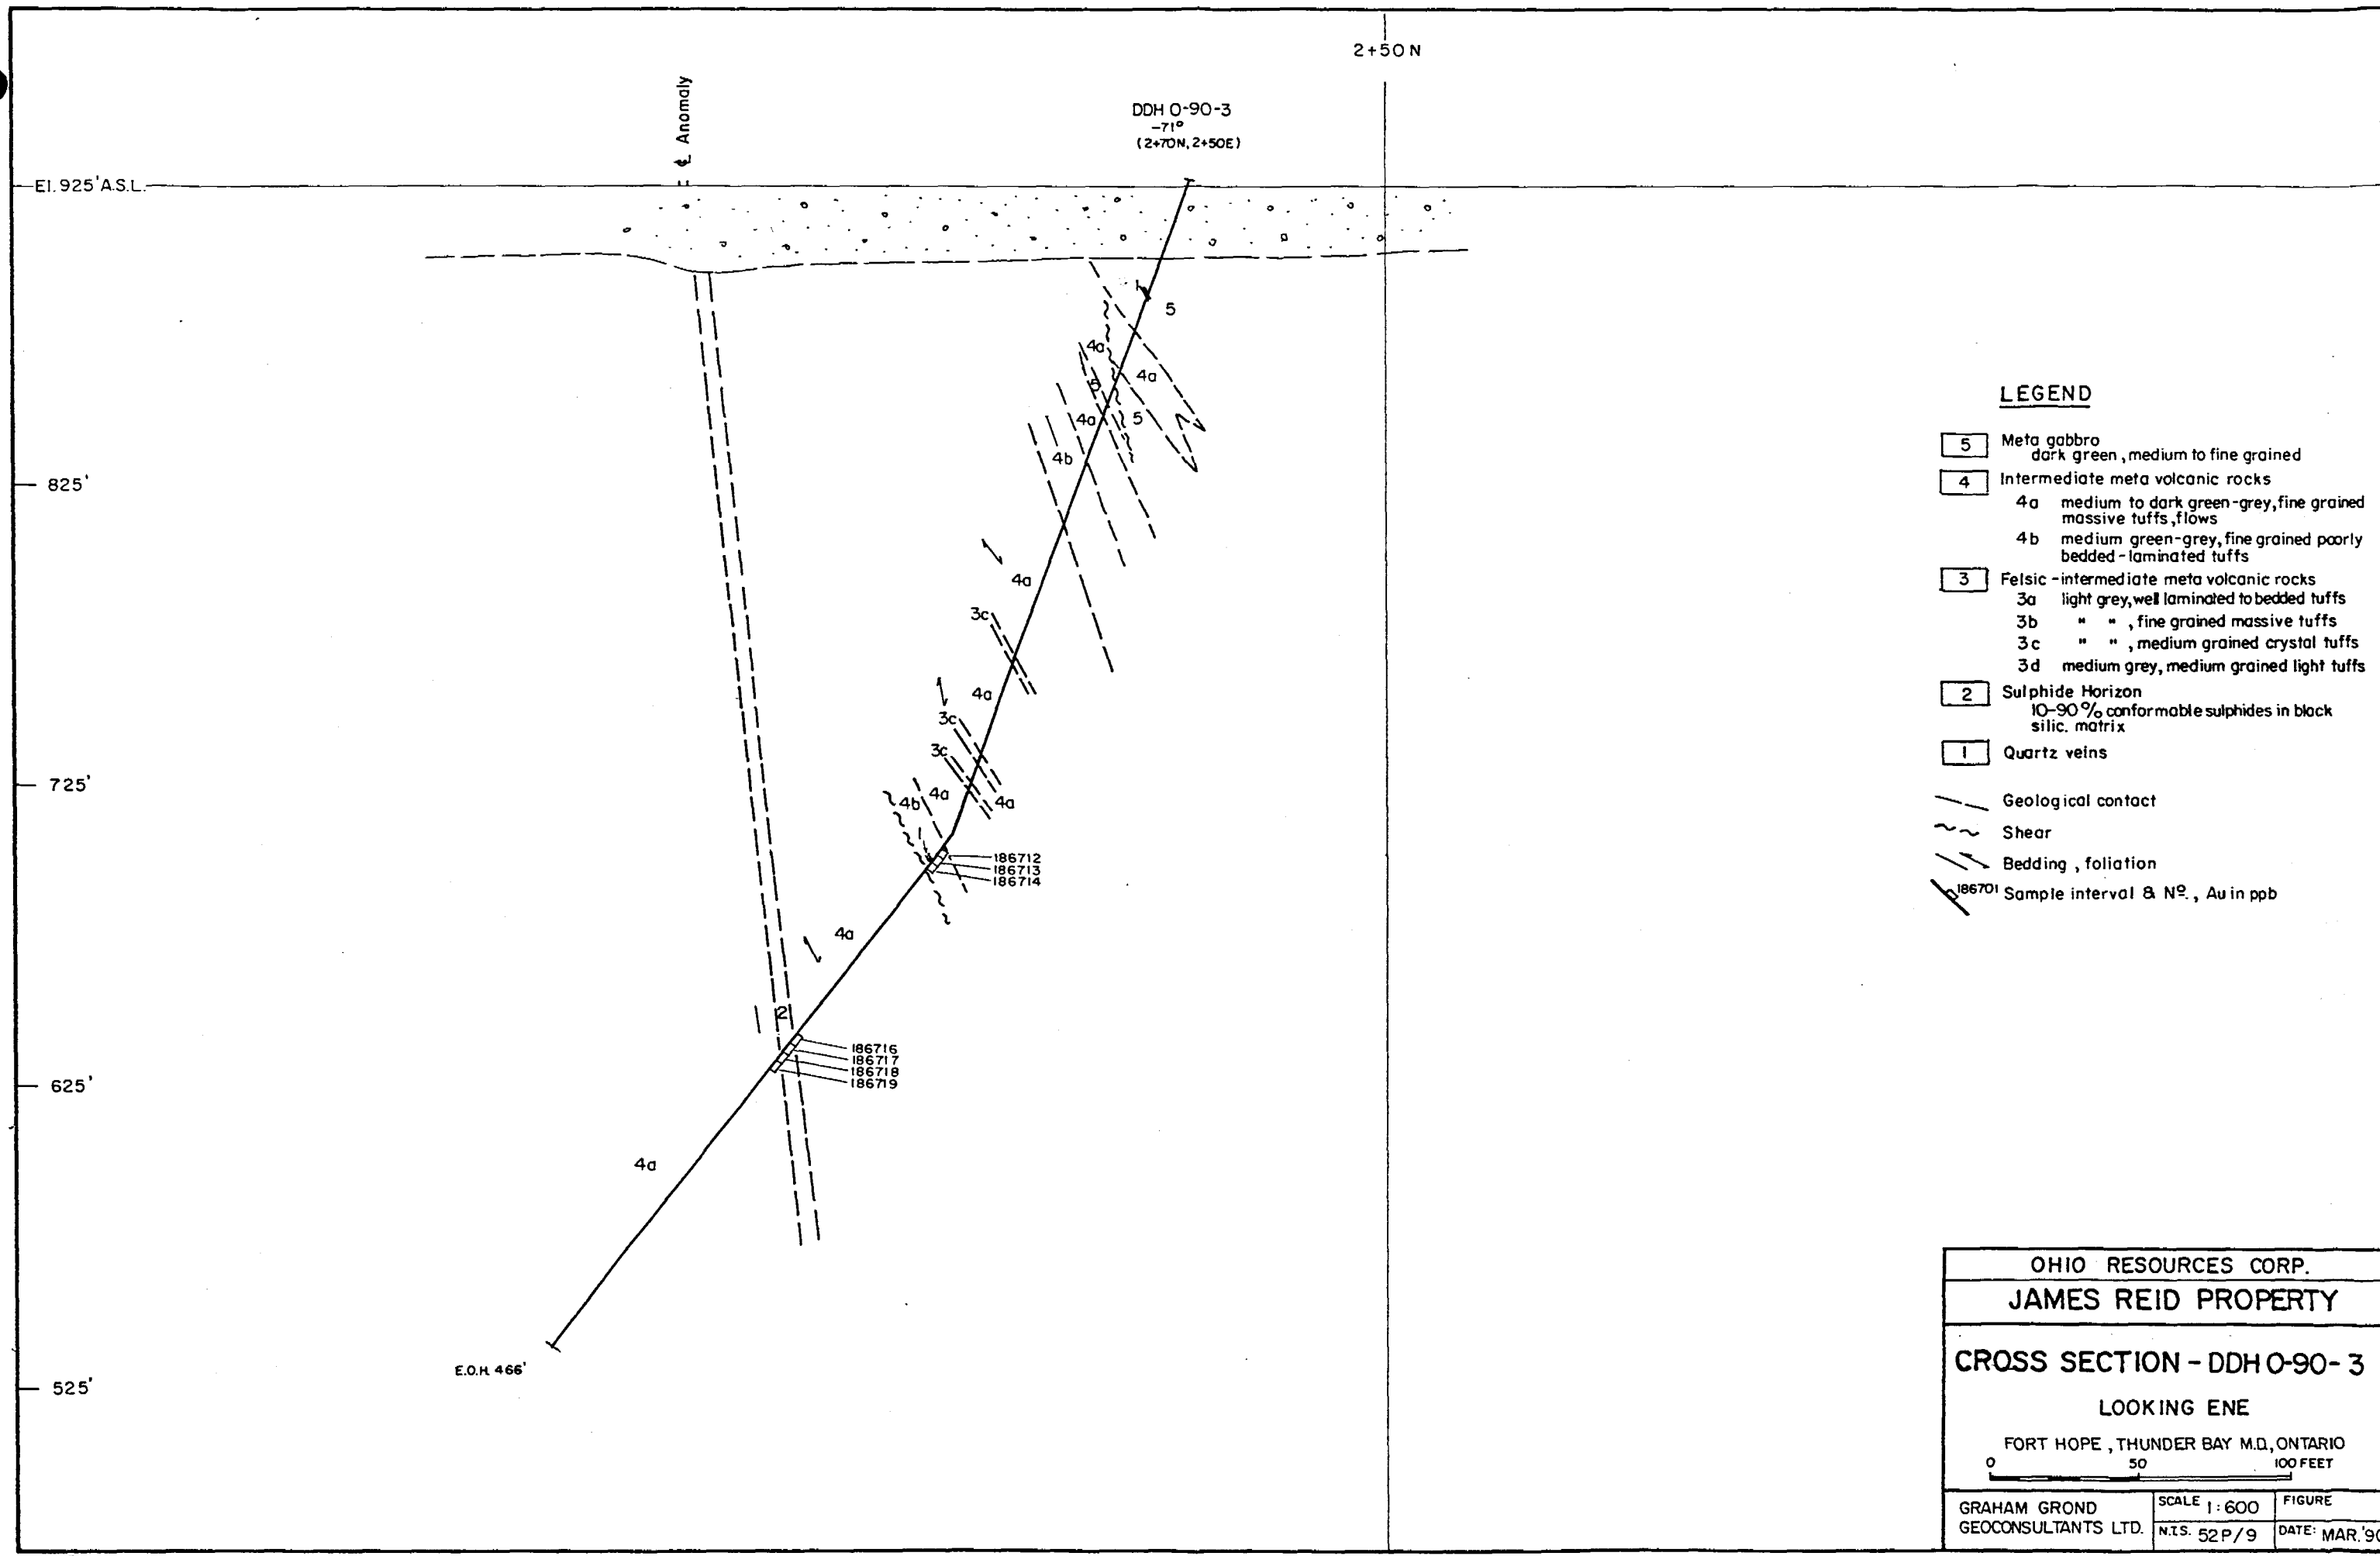 2+50 N
℄ Anomaly
DDH O-90-3
-71°
(2+70N, 2+50E)
El. 925' A.S.L.
5
4a
4a
5
4a
5
4b
825'
4a
3c
4a
3c
3c
725'
4a
4b
4a
186712
186713
186714
4a
2
186716
186717
186718
186719
625'
4a
E.O.H. 466'
525'
LEGEND
5 Meta gabbro
dark green, medium to fine grained
4 Intermediate meta volcanic rocks
4a medium to dark green-grey, fine grained
massive tuffs, flows
4b medium green-grey, fine grained poorly
bedded-laminated tuffs
3 Felsic-intermediate meta volcanic rocks
3a light grey, well laminated to bedded tuffs
3b " " , fine grained massive tuffs
3c " " , medium grained crystal tuffs
3d medium grey, medium grained light tuffs
2 Sulphide Horizon
10-90% conformable sulphides in black
silic. matrix
1 Quartz veins
Geological contact
Shear
Bedding, foliation
186701 Sample interval & Nº., Au in ppb
OHIO RESOURCES CORP.
JAMES REID PROPERTY
CROSS SECTION - DDH O-90-3
LOOKING ENE
FORT HOPE, THUNDER BAY M.D., ONTARIO
0 50 100 FEET
GRAHAM GROND
GEOCONSULTANTS LTD.
SCALE 1:600
FIGURE
N.T.S. 52P/9
DATE: MAR. '90